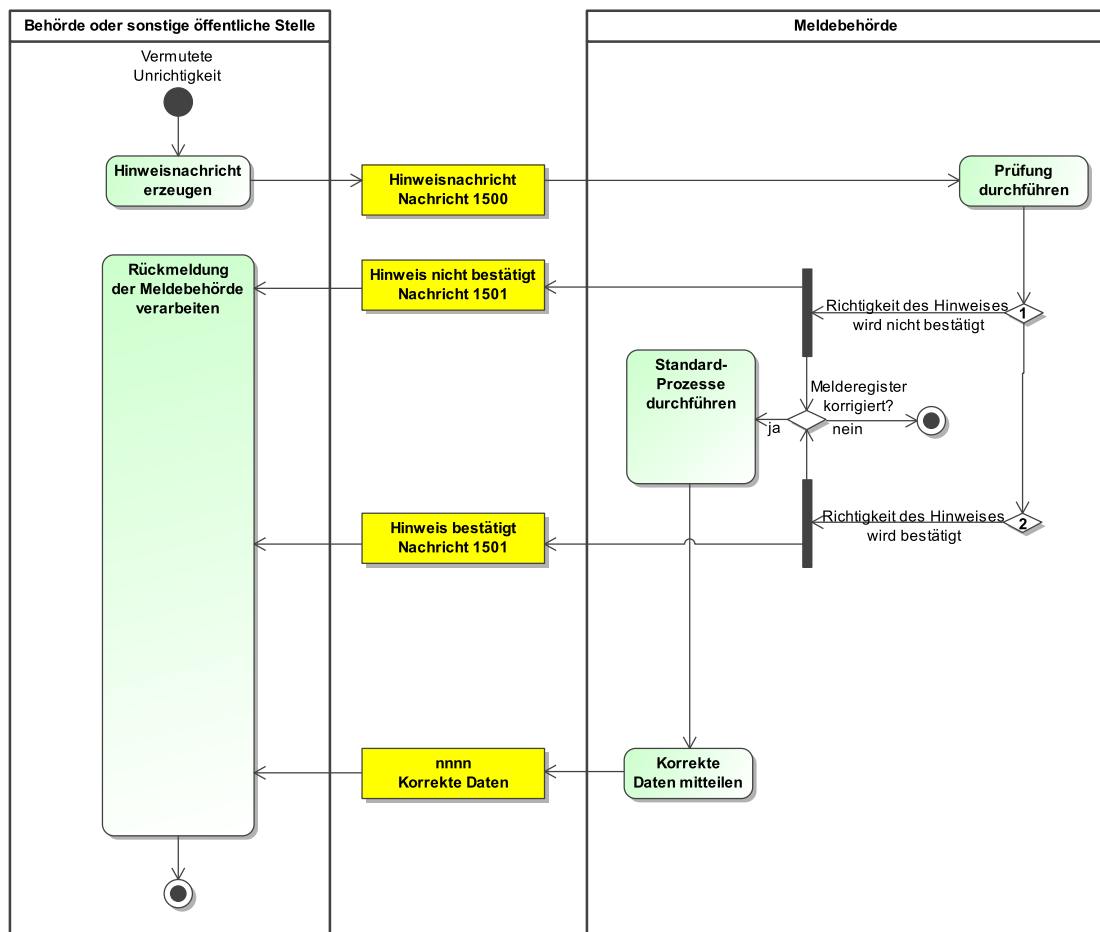 Behörde oder sonstige öffentliche Stelle
Meldebehörde
Vermutete
Unrichtigkeit
Hinweisnachricht
erzeugen
Hinweisnachricht
Nachricht 1500
Prüfung
durchführen
Rückmeldung
der Meldebehörde
verarbeiten
Hinweis nicht bestätigt
Nachricht 1501
Richtigkeit des Hinweises
wird nicht bestätigt
1
Standard-
Prozesse
durchführen
Melderegister
korrigiert?
ja
nein
Hinweis bestätigt
Nachricht 1501
Richtigkeit des Hinweises
wird bestätigt
2
nnnn
Korrekte Daten
Korrekte
Daten mitteilen